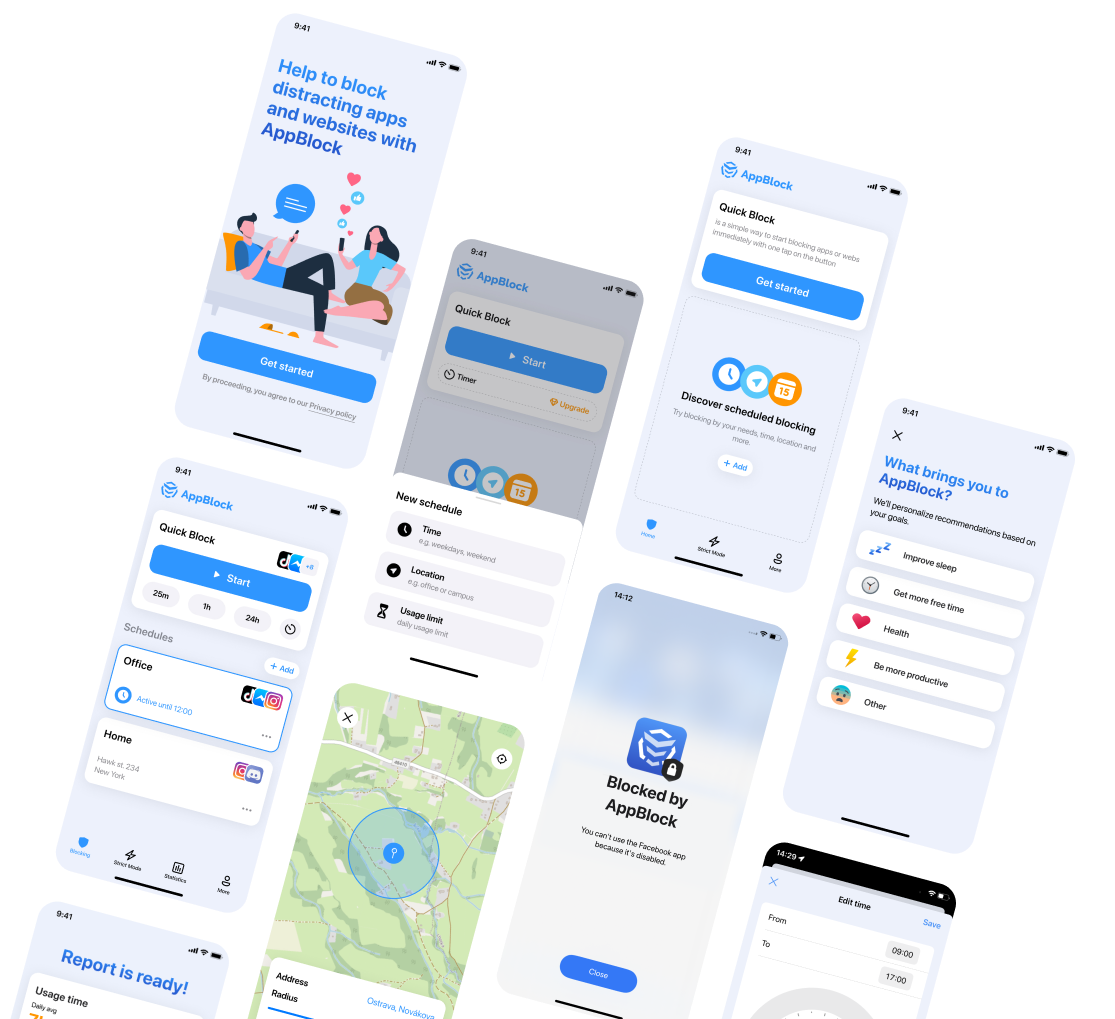 9:41
Help to block
distracting apps
and websites with
AppBlock
Get started
By proceeding, you agree to our Privacy policy
9:41
AppBlock
Quick Block
Start
Timer
Upgrade
15
New schedule
Time
e.g. weekdays, weekend
Location
e.g. office or campus
Usage limit
daily usage limit
9:41
AppBlock
Quick Block
is a simple way to start blocking apps or webs
immediately with one tap on the button
Get started
15
Discover scheduled blocking
Try blocking by your needs, time, location and
more.
+ Add
Home
Strict Mode
More
9:41
What brings you to
AppBlock?
We'll personalize recommendations based on
your goals.
Improve sleep
Get more free time
Health
Be more productive
Other
9:41
AppBlock
Quick Block
+8
Start
25m
1h
24h
Schedules
+ Add
Office
Active until 12:00
Home
Hawk st. 234
New York
Blocking
Strict Mode
Statistics
More
Address
Ostrava, Novákova
Radius
14:12
Blocked by
AppBlock
You can't use the Facebook app
because it's disabled.
Close
14:29
Edit time
Save
From
09:00
To
17:00
9:41
Report is ready!
Usage time
Daily avg